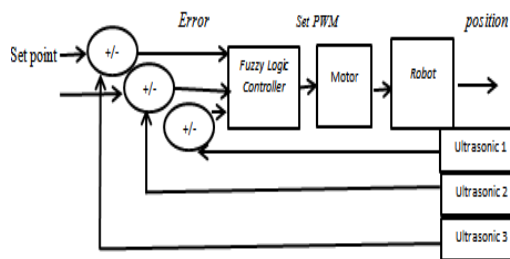 Error
Set PWM
position
Set point
+/-
+/-
+/-
Fuzzy Logic
Controller
Motor
Robot
Ultrasonic 1
Ultrasonic 2
Ultrasonic 3